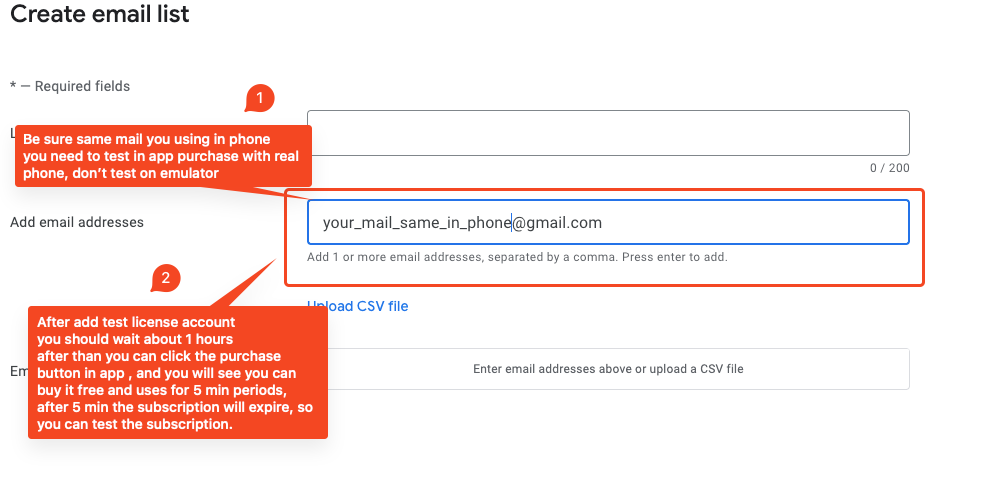 Create email list
* — Required fields
1
Be sure same mail you using in phone
you need to test in app purchase with real
phone, don't test on emulator
0 / 200
Add email addresses
your_mail_same_in_phone@gmail.com
Add 1 or more email addresses, separated by a comma. Press enter to add.
2
Upload CSV file
After add test license account
you should wait about 1 hours
after than you can click the purchase
button in app , and you will see you can
buy it free and uses for 5 min periods,
after 5 min the subscription will expire, so
you can test the subscription.
Enter email addresses above or upload a CSV file